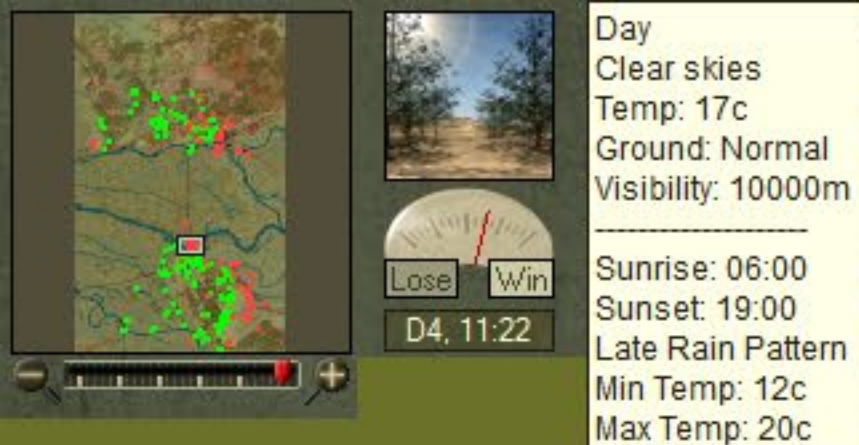 Lose Win
D4, 11:22
Day
Clear skies
Temp: 17c
Ground: Normal
Visibility: 10000m
--------------------
Sunrise: 06:00
Sunset: 19:00
Late Rain Pattern
Min Temp: 12c
Max Temp: 20c